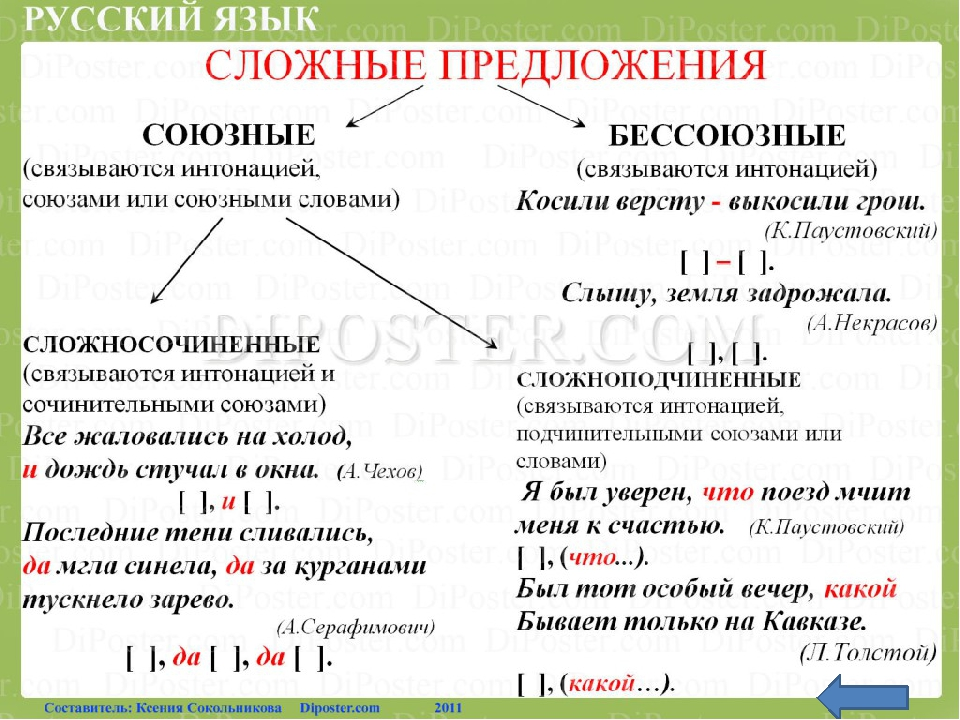 РУССКИЙ ЯЗЫК
СЛОЖНЫЕ ПРЕДЛОЖЕНИЯ
СОЮЗНЫЕ
(связываются интонацией,
союзами или союзными словами)
БЕССОЮЗНЫЕ
(связываются интонацией)
Косили версту - выкосили грош.
(К.Паустовский)
[ ] – [ ].
Слышу, земля задрожала.
(А.Некрасов)
[ ], [ ].
DIPOSTER.COM
СЛОЖНОСОЧИНЕННЫЕ
(связываются интонацией и
сочинительными союзами)
Все жаловались на холод,
и дождь стучал в окна. (А.Чехов)
[ ], и [ ].
Последние тени сливались,
да мгла синела, да за курганами
тускнело зарево.
(А.Серафимович)
[ ], да [ ], да [ ].
СЛОЖНОПОДЧИНЕННЫЕ
(связываются интонацией,
подчинительными союзами или
словами)
Я был уверен, что поезд мчит
меня к счастью. (К.Паустовский)
[ ], (что...).
Был тот особый вечер, какой
Бывает только на Кавказе.
(Л.Толстой)
[ ], (какой…).
Составитель: Ксения Сокольникова Diposter.com 2011